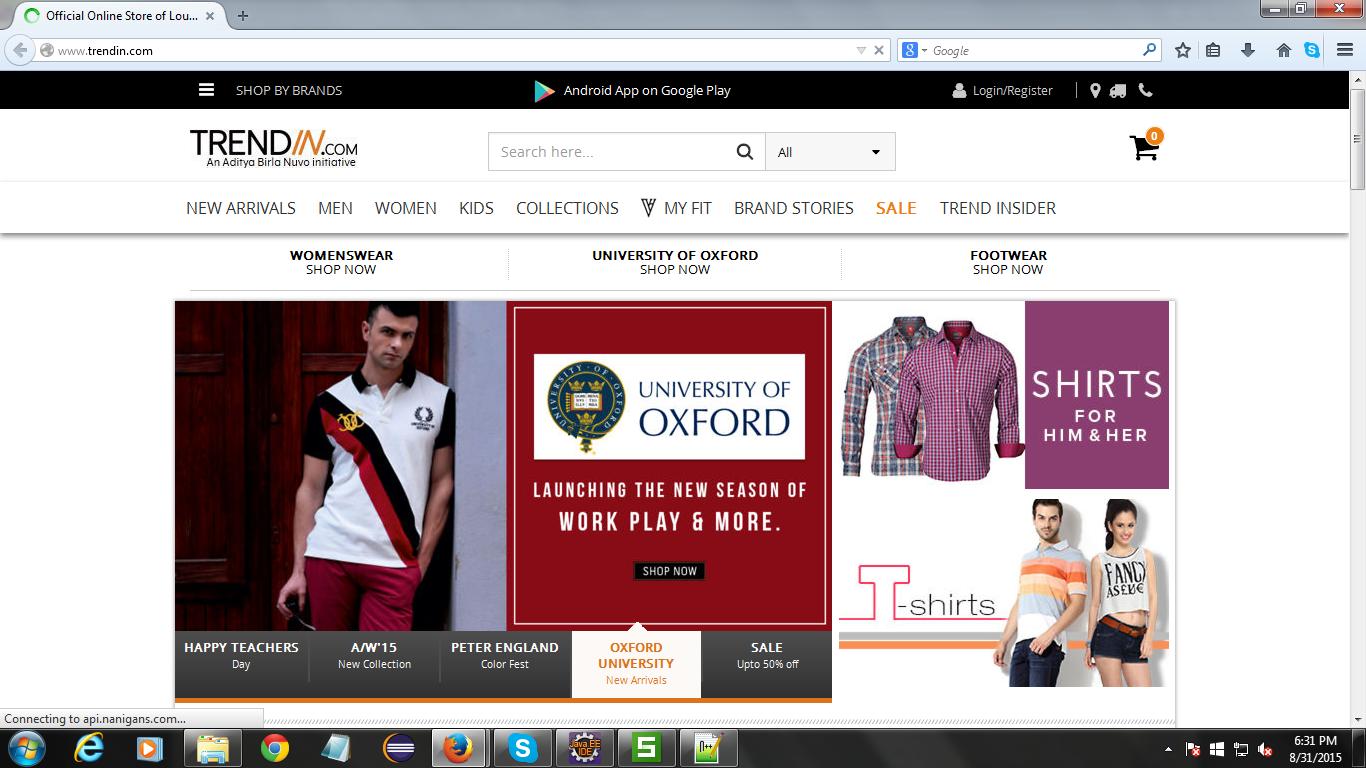 Official Online Store of Lou...
www.trendin.com
Google
SHOP BY BRANDS
Android App on Google Play
Login/Register
TRENDIN.COM
An Aditya Birla Nuvo initiative
Search here...
All
0
NEW ARRIVALS MEN WOMEN KIDS COLLECTIONS MY FIT BRAND STORIES SALE TREND INSIDER
WOMENSWEAR
SHOP NOW
UNIVERSITY OF OXFORD
SHOP NOW
FOOTWEAR
SHOP NOW
UNIVERSITY OF OXFORD
UNIVERSITY OF
OXFORD
LAUNCHING THE NEW SEASON OF
WORK PLAY & MORE.
SHOP NOW
SHIRTS
FOR
HIM & HER
T-shirts
FANCY
AS£U€
HAPPY TEACHERS
Day
A/W'15
New Collection
PETER ENGLAND
Color Fest
OXFORD
UNIVERSITY
New Arrivals
SALE
Upto 50% off
Connecting to api.nanigans.com...
Java EE
IDE
6:31 PM
8/31/2015